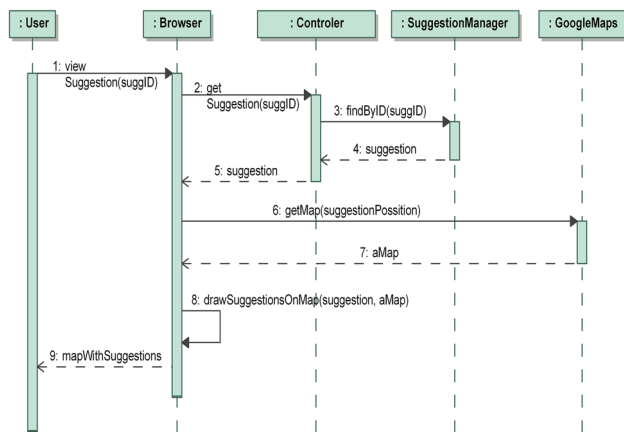 : User
: Browser
: Controler
: SuggestionManager
: GoogleMaps
1: view
Suggestion(suggID)
2: get
Suggestion(suggID)
3: findByID(suggID)
4: suggestion
5: suggestion
6: getMap(suggestionPossition)
7: aMap
8: drawSuggestionsOnMap(suggestion, aMap)
9: mapWithSuggestions